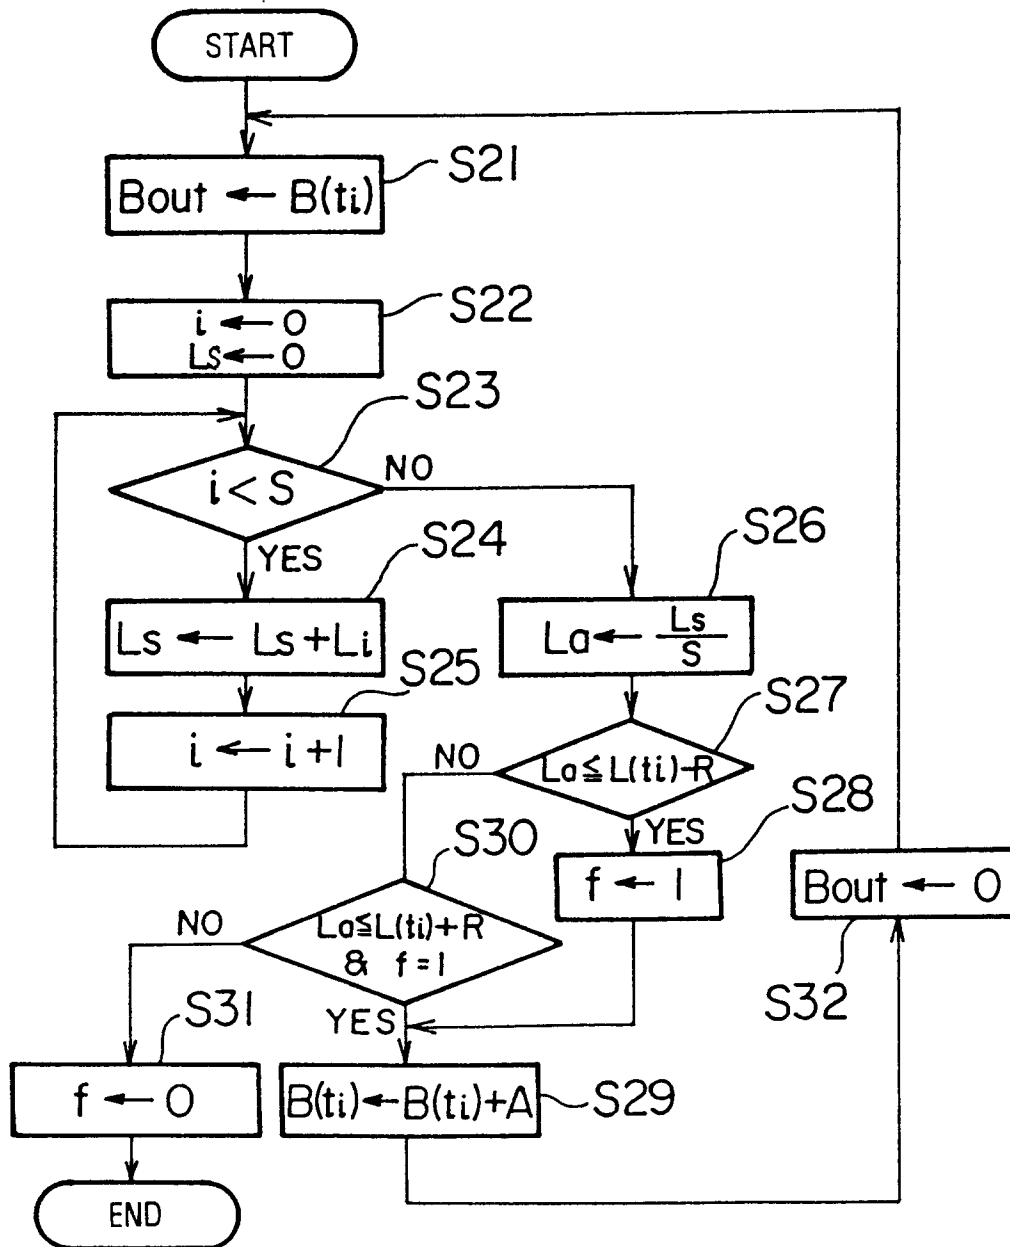 START
S21
Bout ← B(ti)
S22
i ← 0
Ls ← 0
S23
i < S
NO
YES
S24
Ls ← Ls + Li
S25
i ← i + 1
S26
La ← Ls/S
S27
La ≦ L(ti) - R
NO
YES
S28
f ← 1
S30
La ≦ L(ti) + R
& f = 1
NO
YES
S31
f ← 0
S29
B(ti) ← B(ti) + A
Bout ← 0
S32
END